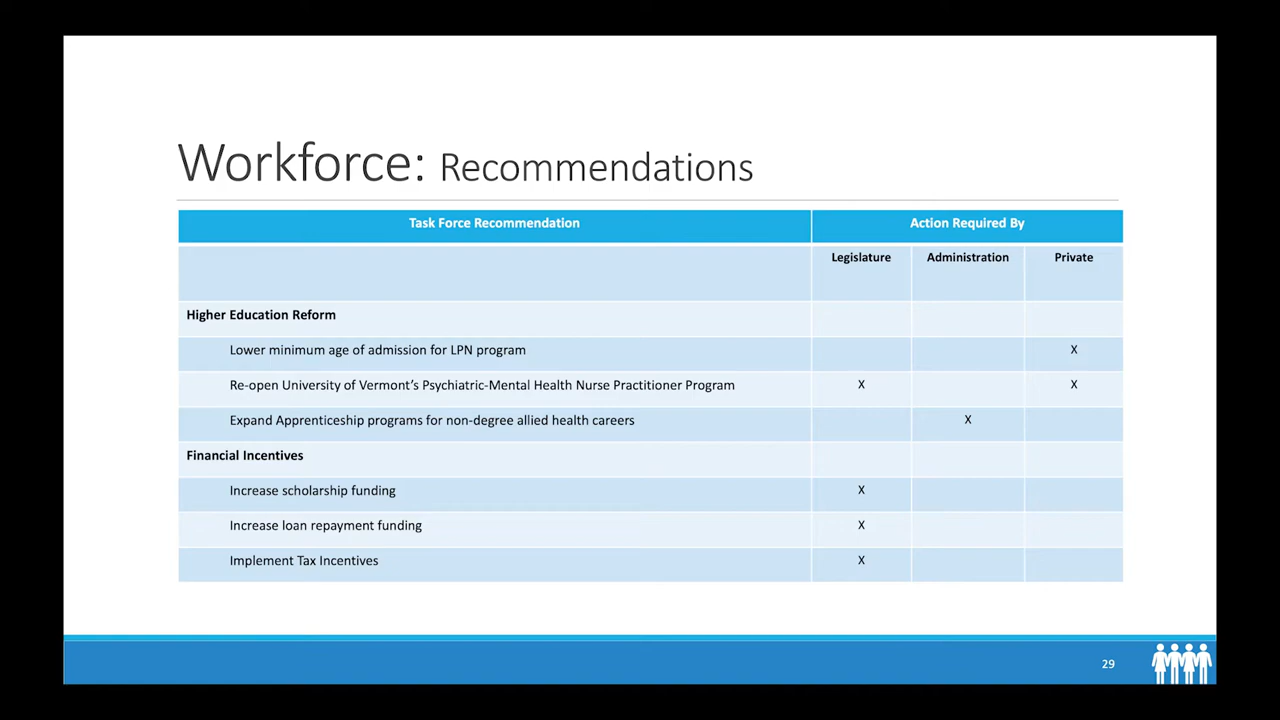 Workforce: Recommendations
Task Force Recommendation Action Required By
Legislature Administration Private
Higher Education Reform
Lower minimum age of admission for LPN program X
Re-open University of Vermont’s Psychiatric-Mental Health Nurse Practitioner Program X X
Expand Apprenticeship programs for non-degree allied health careers X
Financial Incentives
Increase scholarship funding X
Increase loan repayment funding X
Implement Tax Incentives X
29